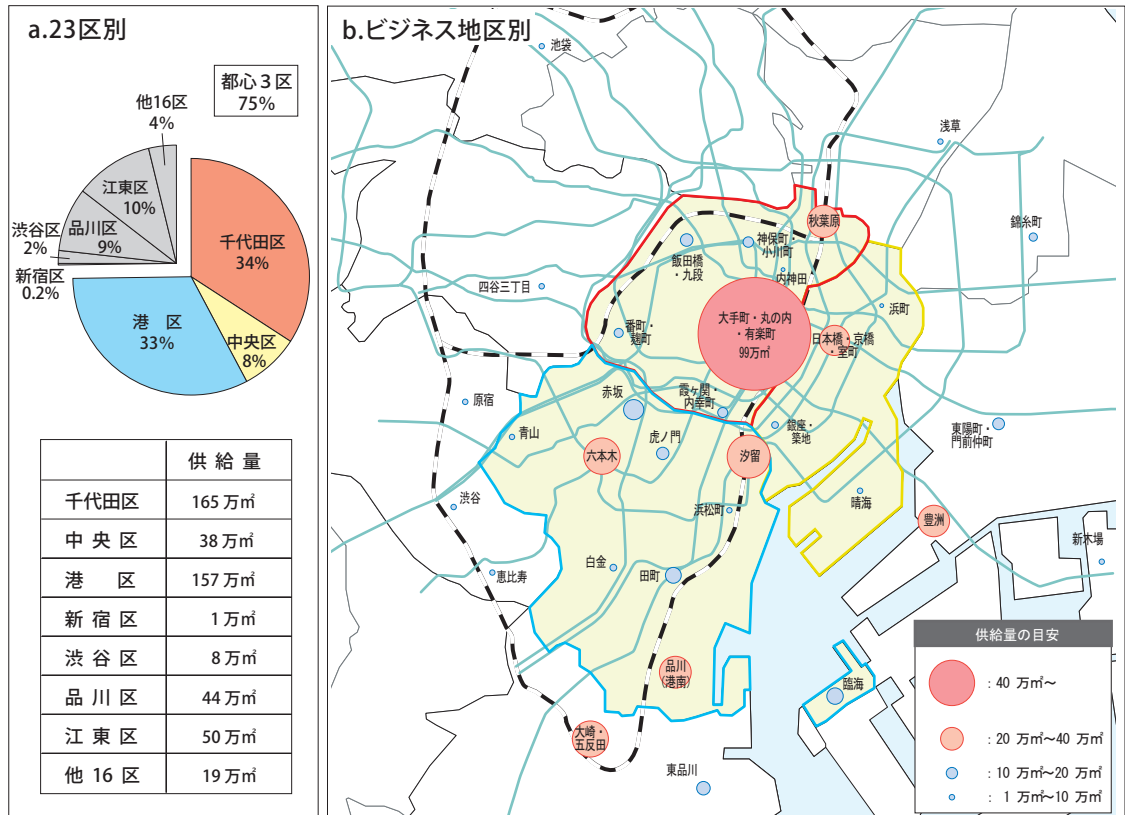 a.23区別
都心3区
75%
他16区
4%
江東区
10%
品川区
9%
渋谷区
2%
新宿区
0.2%
千代田区
34%
中央区
8%
港 区
33%
供 給 量
千代田区 165 万㎡
中 央 区 38 万㎡
港 区 157 万㎡
新 宿 区 1 万㎡
渋 谷 区 8 万㎡
品 川 区 44 万㎡
江 東 区 50 万㎡
他 16 区 19 万㎡
b.ビジネス地区別
池袋
浅草
秋葉原
錦糸町
神保町・
小川町
飯田橋
・九段
内神田
四谷三丁目
浜町
大手町・丸の内
・有楽町
99万㎡
番町・
麹町
日本橋・京橋
・室町
赤坂
霞ヶ関・
内幸町
原宿
青山
虎ノ門
銀座・
築地
東陽町・
門前仲町
六本木
汐留
渋谷
浜松町
晴海
豊洲
新木場
白金
恵比寿
田町
品川
(港南)
臨海
大崎・
五反田
東品川
供給量の目安
: 40 万㎡～
: 20 万㎡～40 万㎡
: 10 万㎡～20 万㎡
: 1 万㎡～10 万㎡